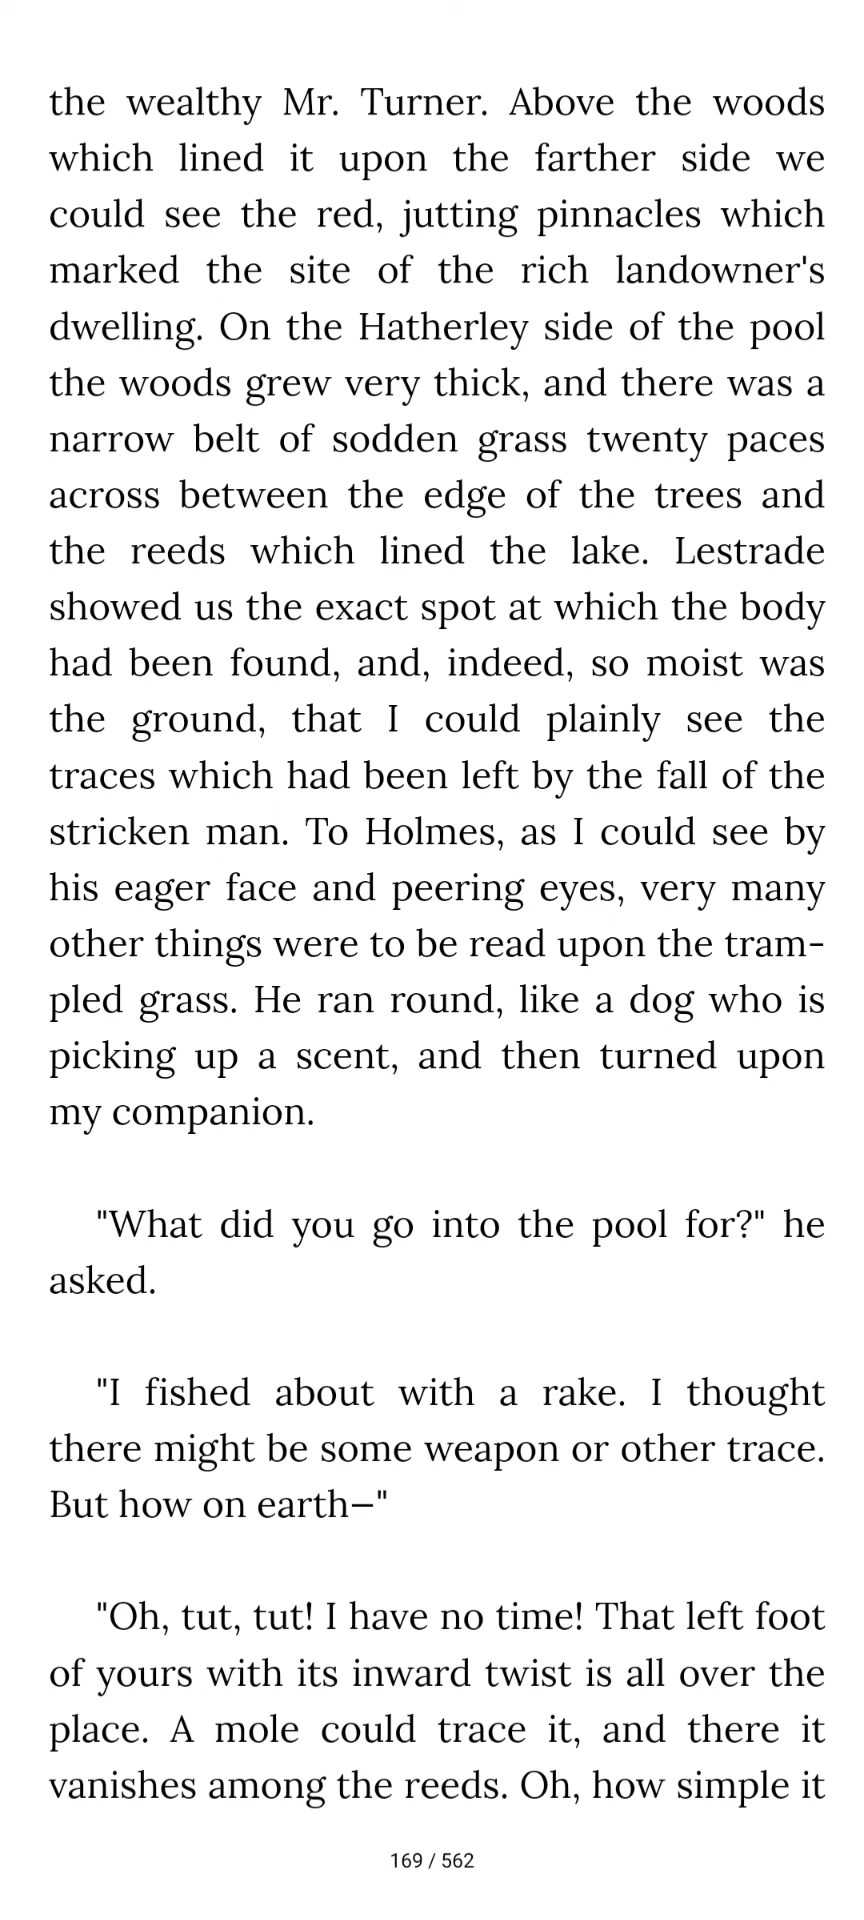 the wealthy Mr. Turner. Above the woods
which lined it upon the farther side we
could see the red, jutting pinnacles which
marked the site of the rich landowner's
dwelling. On the Hatherley side of the pool
the woods grew very thick, and there was a
narrow belt of sodden grass twenty paces
across between the edge of the trees and
the reeds which lined the lake. Lestrade
showed us the exact spot at which the body
had been found, and, indeed, so moist was
the ground, that I could plainly see the
traces which had been left by the fall of the
stricken man. To Holmes, as I could see by
his eager face and peering eyes, very many
other things were to be read upon the tram-
pled grass. He ran round, like a dog who is
picking up a scent, and then turned upon
my companion.
"What did you go into the pool for?" he
asked.
"I fished about with a rake. I thought
there might be some weapon or other trace.
But how on earth—"
"Oh, tut, tut! I have no time! That left foot
of yours with its inward twist is all over the
place. A mole could trace it, and there it
vanishes among the reeds. Oh, how simple it
169 / 562